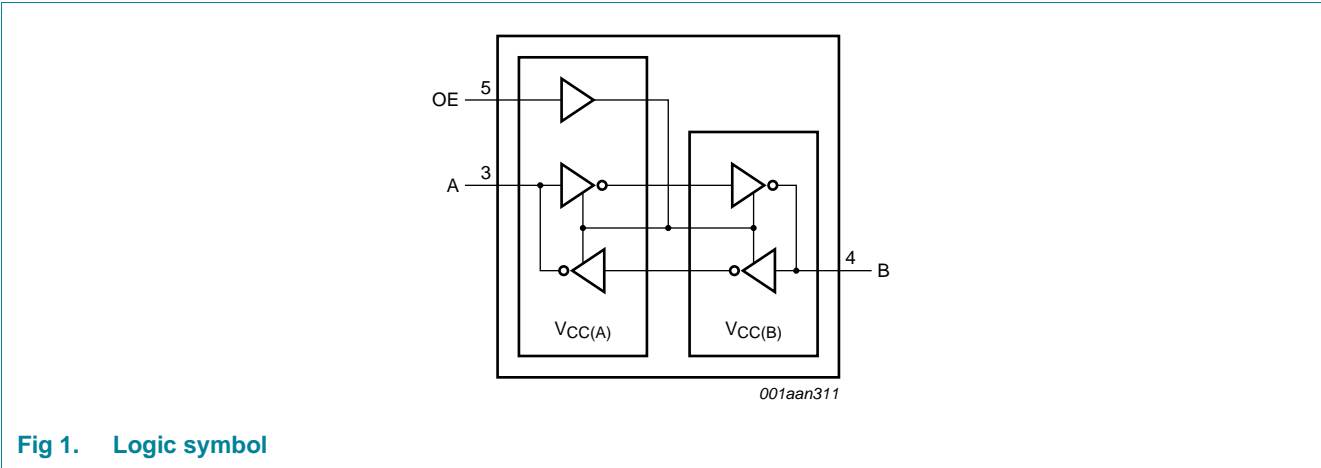 5
OE
3
A
4
B
VCC(A)
VCC(B)
001aan311
Fig 1. Logic symbol